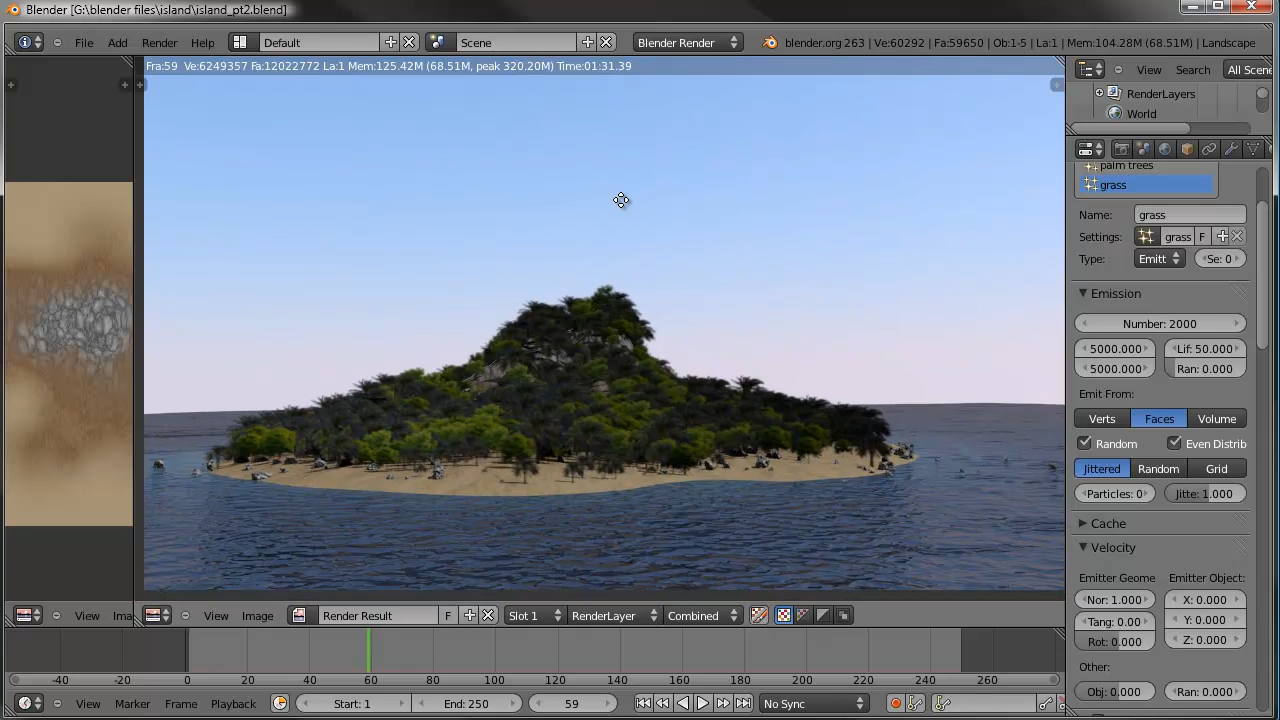 Blender [G:\blender files\island\island_pt2.blend]
File Add Render Help Default Scene Blender Render blender.org 263 | Ve:60292 | Fa:59650 | Ob:1-5 | La:1 | Mem:104.28M (68.51M) | Landscape
Fra:59 Ve:6249357 Fa:12022772 La:1 Mem:125.42M (68.51M, peak 320.20M) Time:01:31.39
View Search All Scene
RenderLayers
World
palm trees
grass
Name: grass
Settings: grass F
Type: Emitt Se: 0
Emission
Number: 2000
5000.000 Lif: 50.000
5000.000 Ran: 0.000
Emit From:
Verts Faces Volume
Random Even Distrib
Jittered Random Grid
Particles: 0 Jitte: 1.000
Cache
Velocity
Emitter Geome Emitter Object:
Nor: 1.000 X: 0.000
Tang: 0.00 Y: 0.000
Rot: 0.000 Z: 0.000
Other:
Obj: 0.000 Ran: 0.000
View Ima View Image Render Result F Slot 1 RenderLayer Combined
-40 -20 0 20 40 60 80 100 120 140 160 180 200 220 240 260
View Marker Frame Playback Start: 1 End: 250 59 No Sync